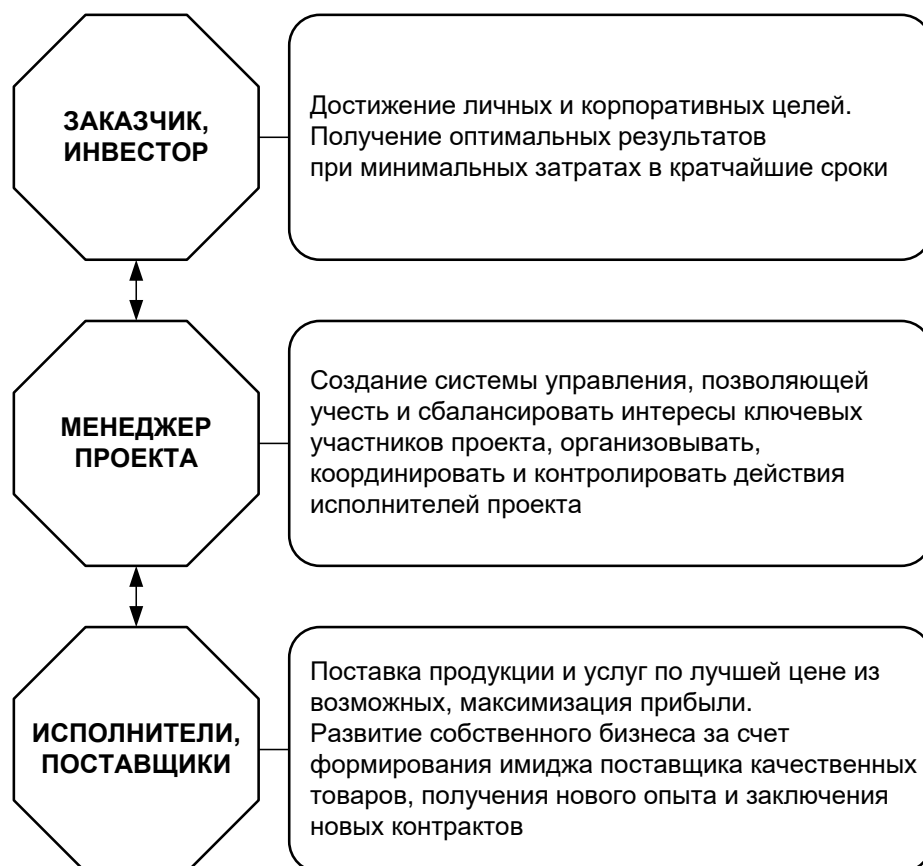 ЗАКАЗЧИК,
ИНВЕСТОР
Достижение личных и корпоративных целей.
Получение оптимальных результатов
при минимальных затратах в кратчайшие сроки
МЕНЕДЖЕР
ПРОЕКТА
Создание системы управления, позволяющей
учесть и сбалансировать интересы ключевых
участников проекта, организовывать,
координировать и контролировать действия
исполнителей проекта
ИСПОЛНИТЕЛИ,
ПОСТАВЩИКИ
Поставка продукции и услуг по лучшей цене из
возможных, максимизация прибыли.
Развитие собственного бизнеса за счет
формирования имиджа поставщика качественных
товаров, получения нового опыта и заключения
новых контрактов